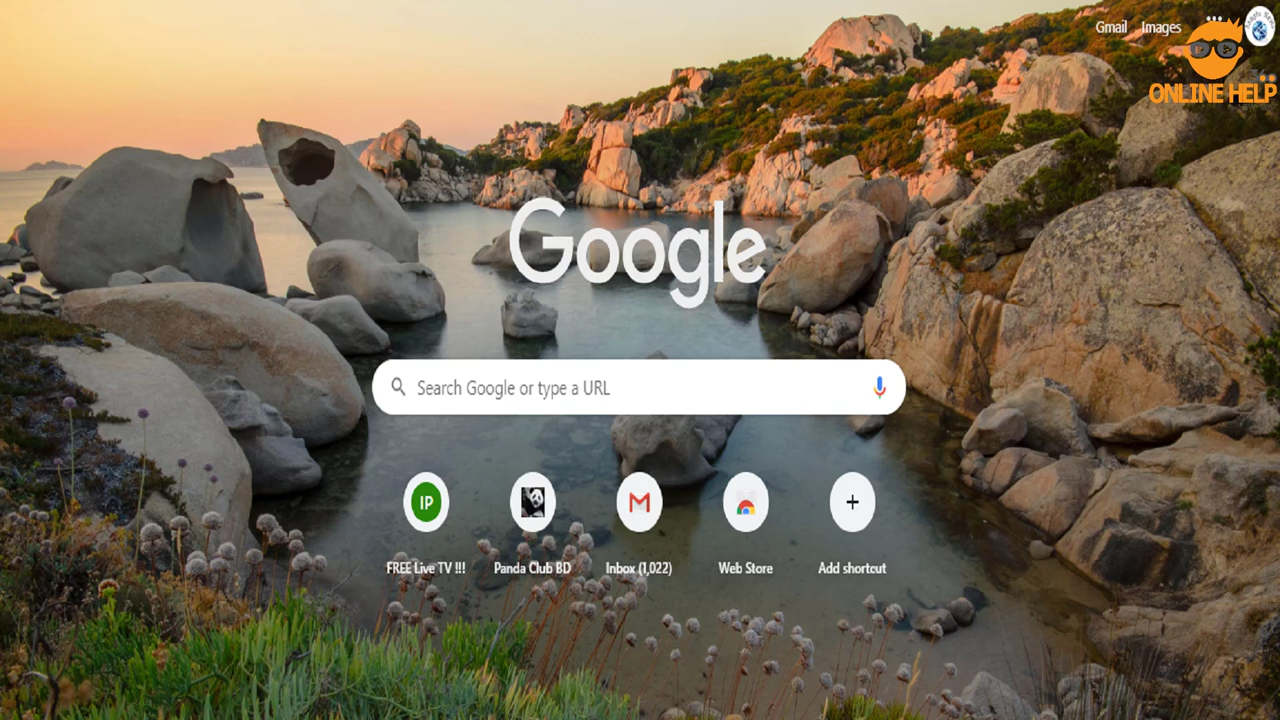 Gmail Images
ONLINE HELP
Google
Search Google or type a URL
IP
FREE Live TV !!!
Panda Club BD
M
Inbox (1,022)
Web Store
+
Add shortcut